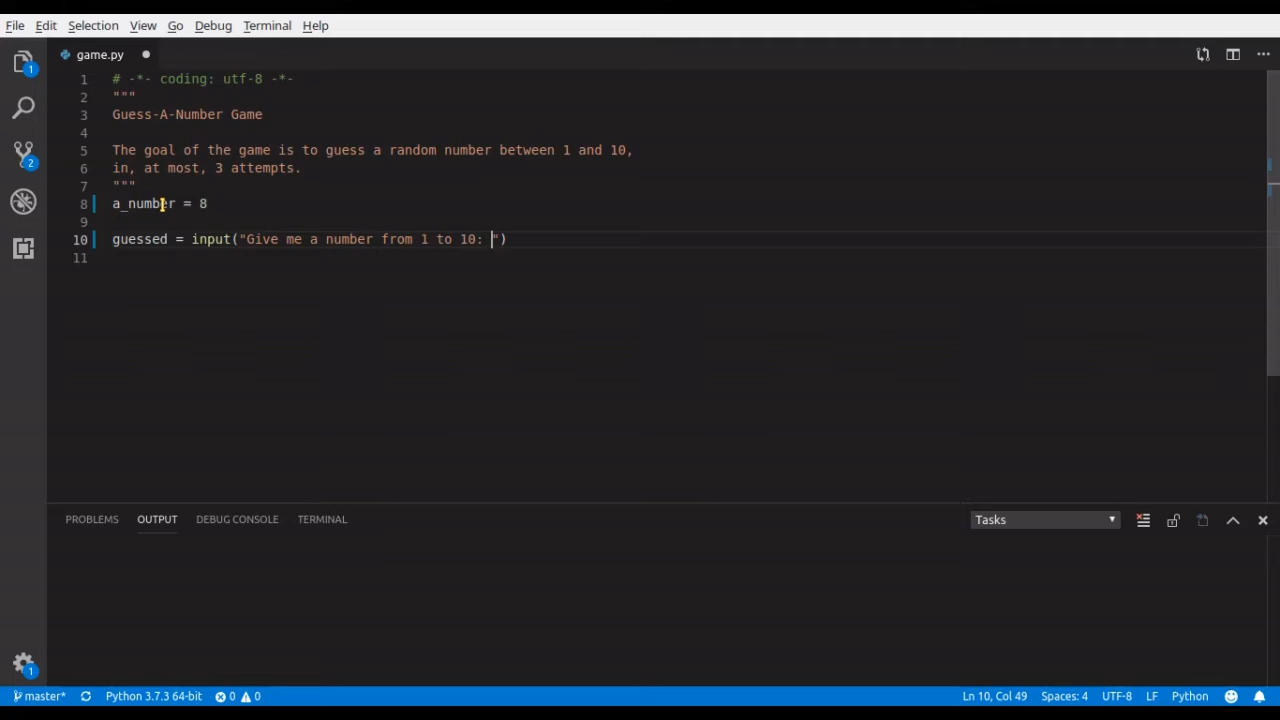 File Edit Selection View Go Debug Terminal Help
game.py
1 # -*- coding: utf-8 -*-
2 """
3 Guess-A-Number Game
4
5 The goal of the game is to guess a random number between 1 and 10,
6 in, at most, 3 attempts.
7 """
8 a_number = 8
9
10 guessed = input("Give me a number from 1 to 10: ")
11
1
2
PROBLEMS OUTPUT DEBUG CONSOLE TERMINAL Tasks
1
master* Python 3.7.3 64-bit 0 0 Ln 10, Col 49 Spaces: 4 UTF-8 LF Python